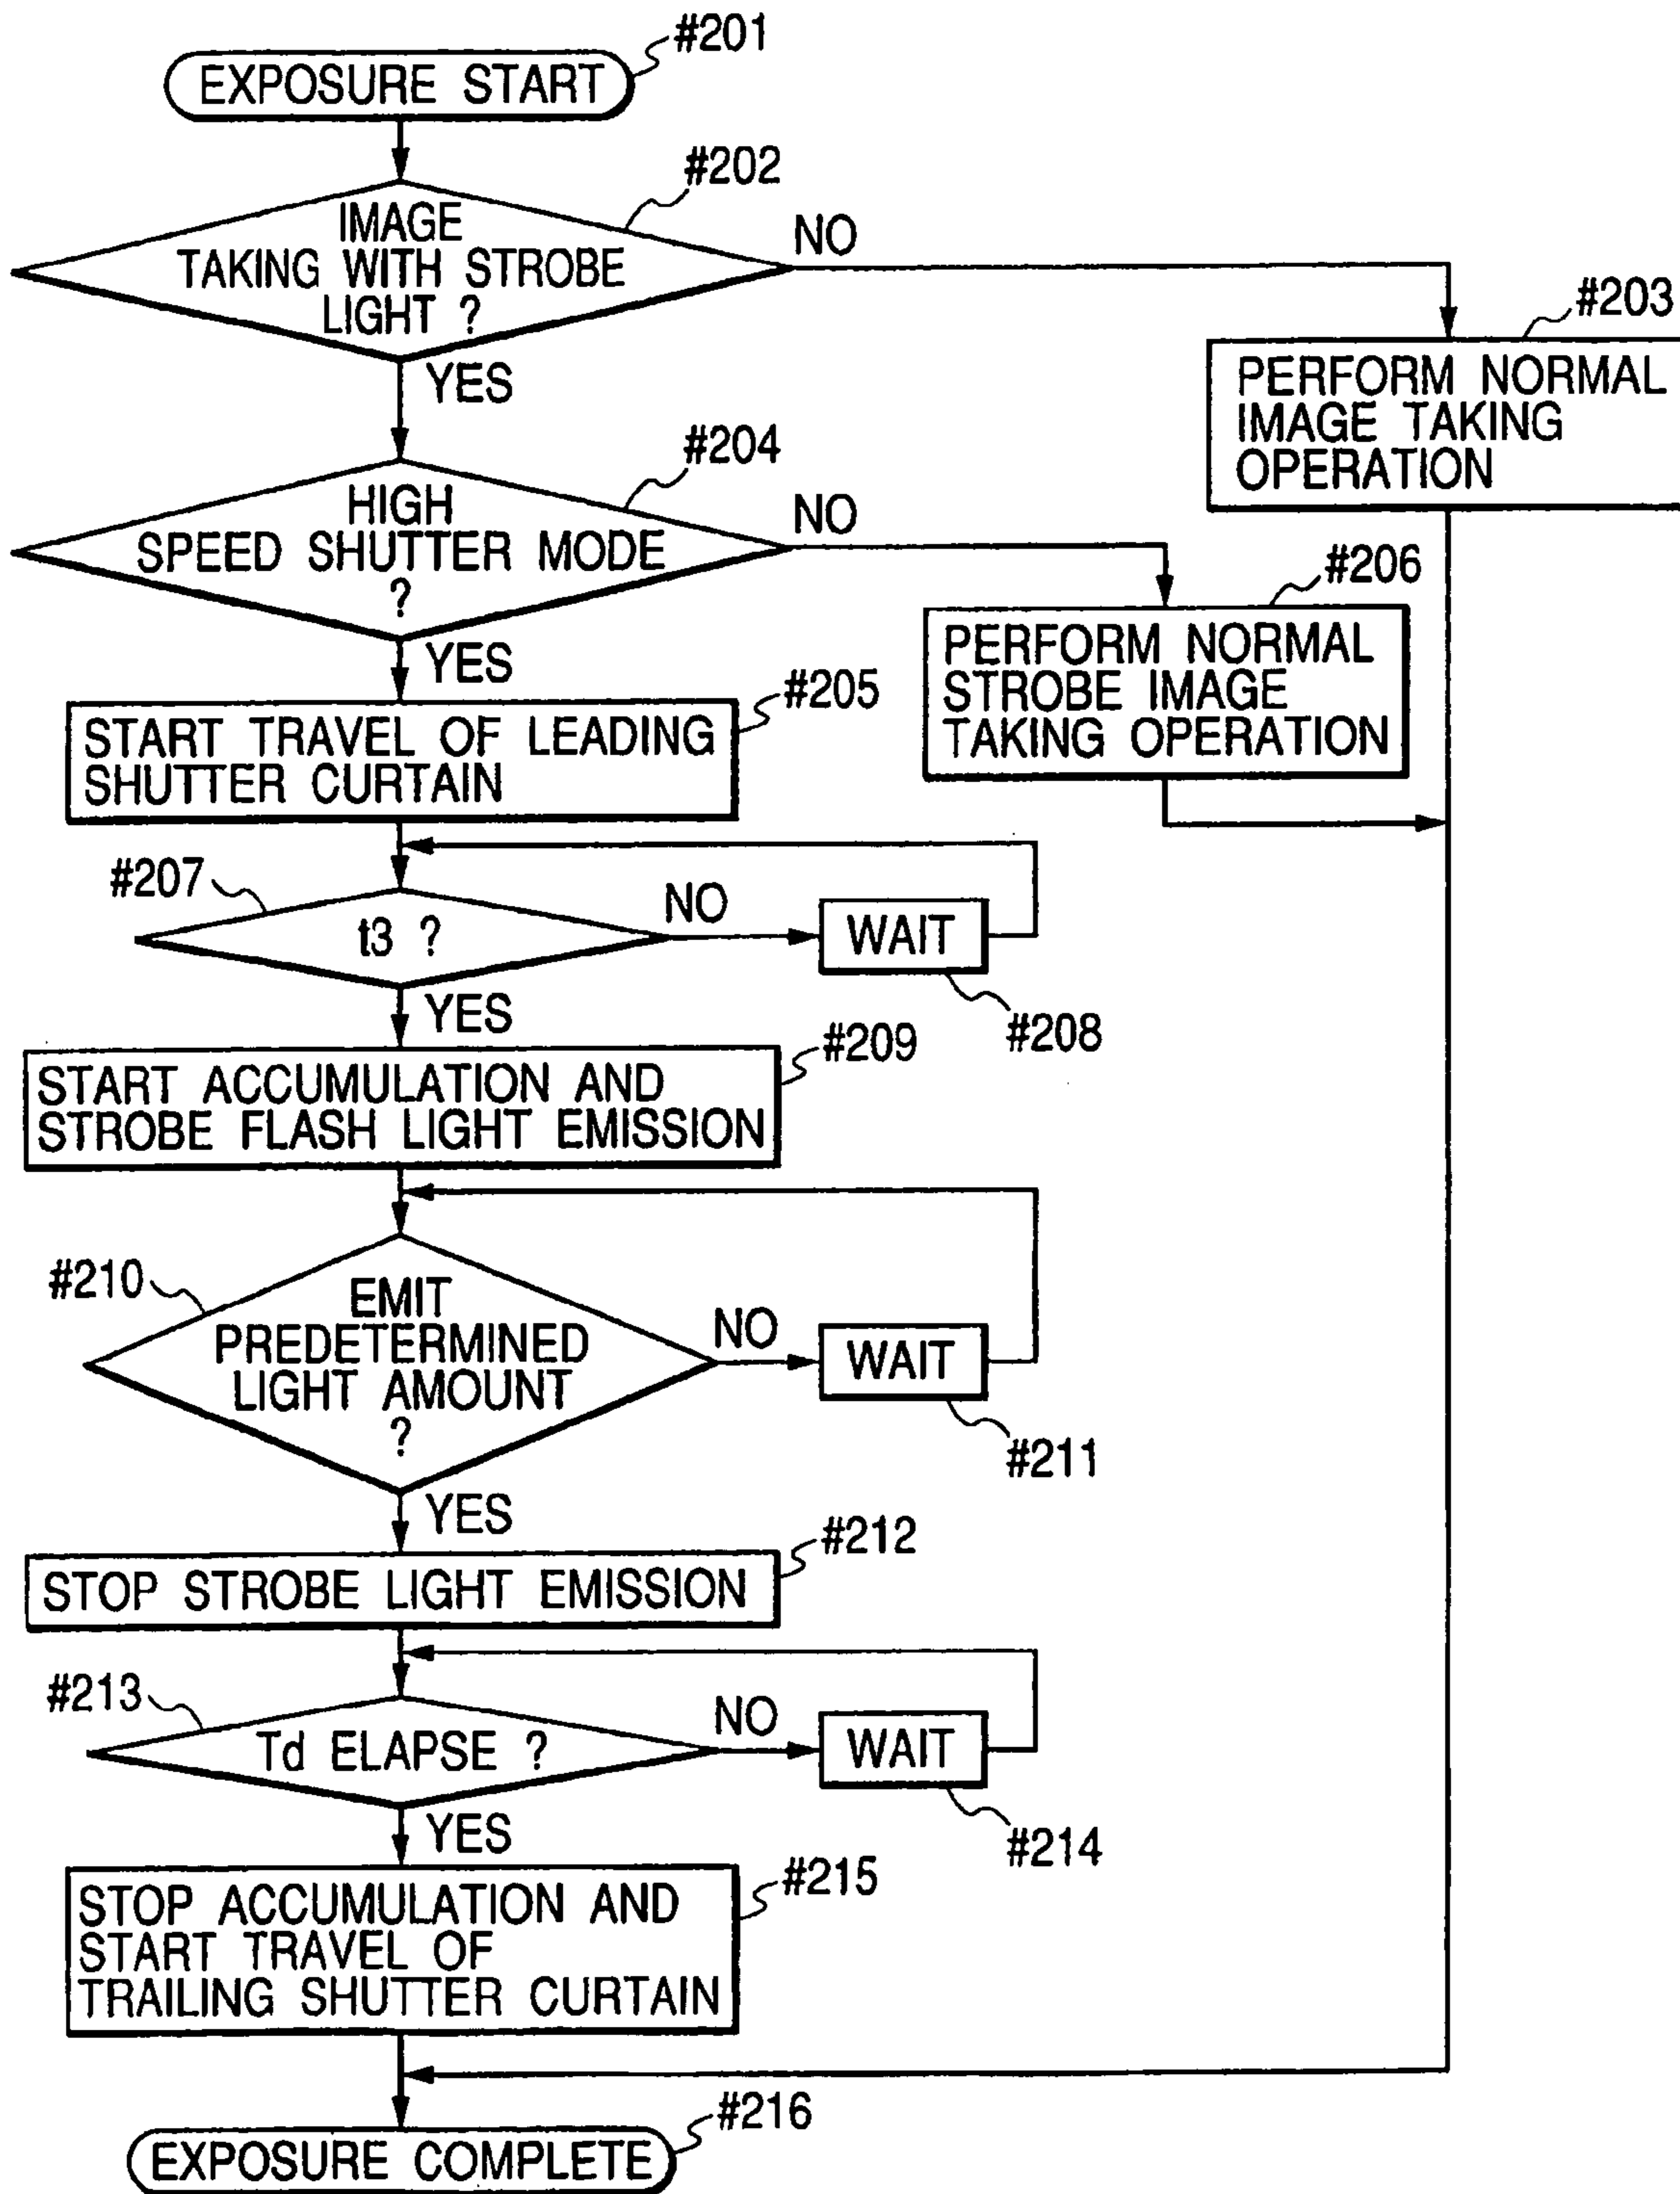 #201
EXPOSURE START
#202
IMAGE
TAKING WITH STROBE
LIGHT ?
NO
YES
#203
PERFORM NORMAL
IMAGE TAKING
OPERATION
#204
HIGH
SPEED SHUTTER MODE
?
NO
YES
#206
PERFORM NORMAL
STROBE IMAGE
TAKING OPERATION
#205
START TRAVEL OF LEADING
SHUTTER CURTAIN
#207
t3 ?
NO
WAIT
#208
YES
#209
START ACCUMULATION AND
STROBE FLASH LIGHT EMISSION
#210
EMIT
PREDETERMINED
LIGHT AMOUNT
?
NO
WAIT
#211
YES
#212
STOP STROBE LIGHT EMISSION
#213
Td ELAPSE ?
NO
WAIT
#214
YES
#215
STOP ACCUMULATION AND
START TRAVEL OF
TRAILING SHUTTER CURTAIN
#216
EXPOSURE COMPLETE